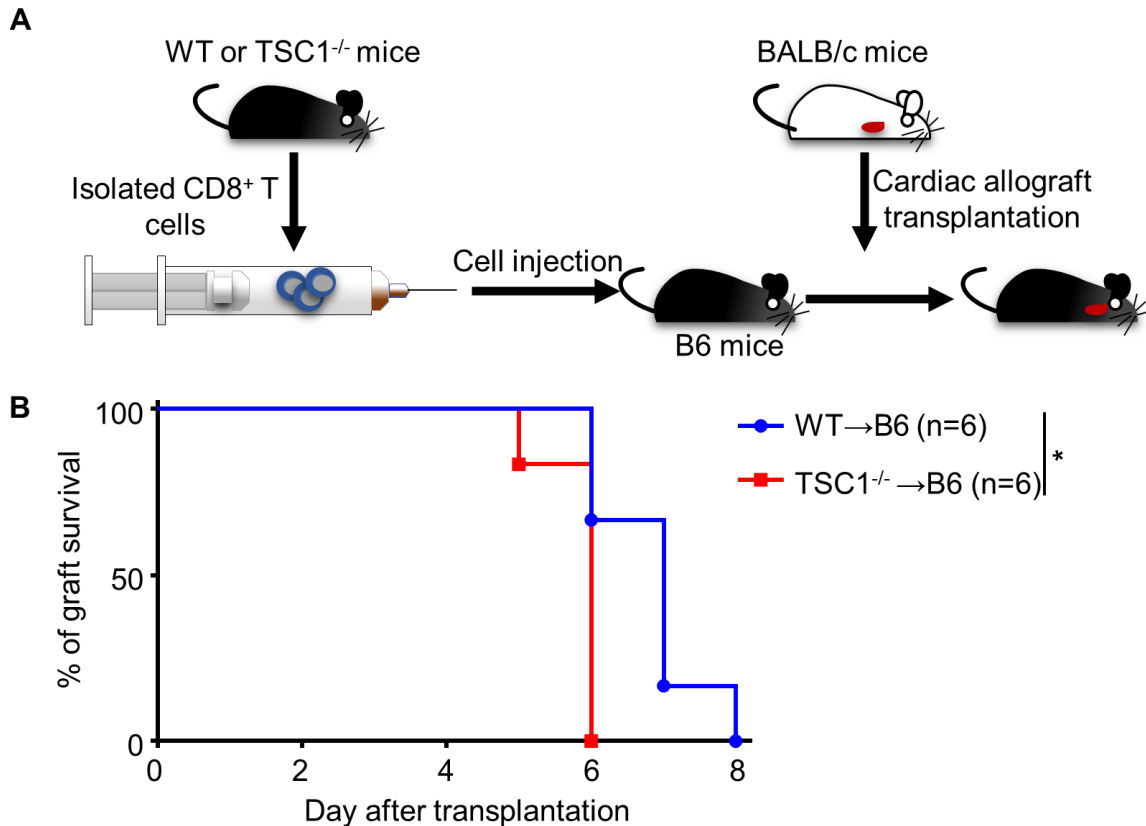 A
WT or TSC1-/- mice
BALB/c mice
Isolated CD8+ T
cells
Cardiac allograft
transplantation
Cell injection
B6 mice
B
100
50
0
0 2 4 6 8
% of graft survival
Day after transplantation
WT→B6 (n=6)
TSC1-/-→B6 (n=6)
*